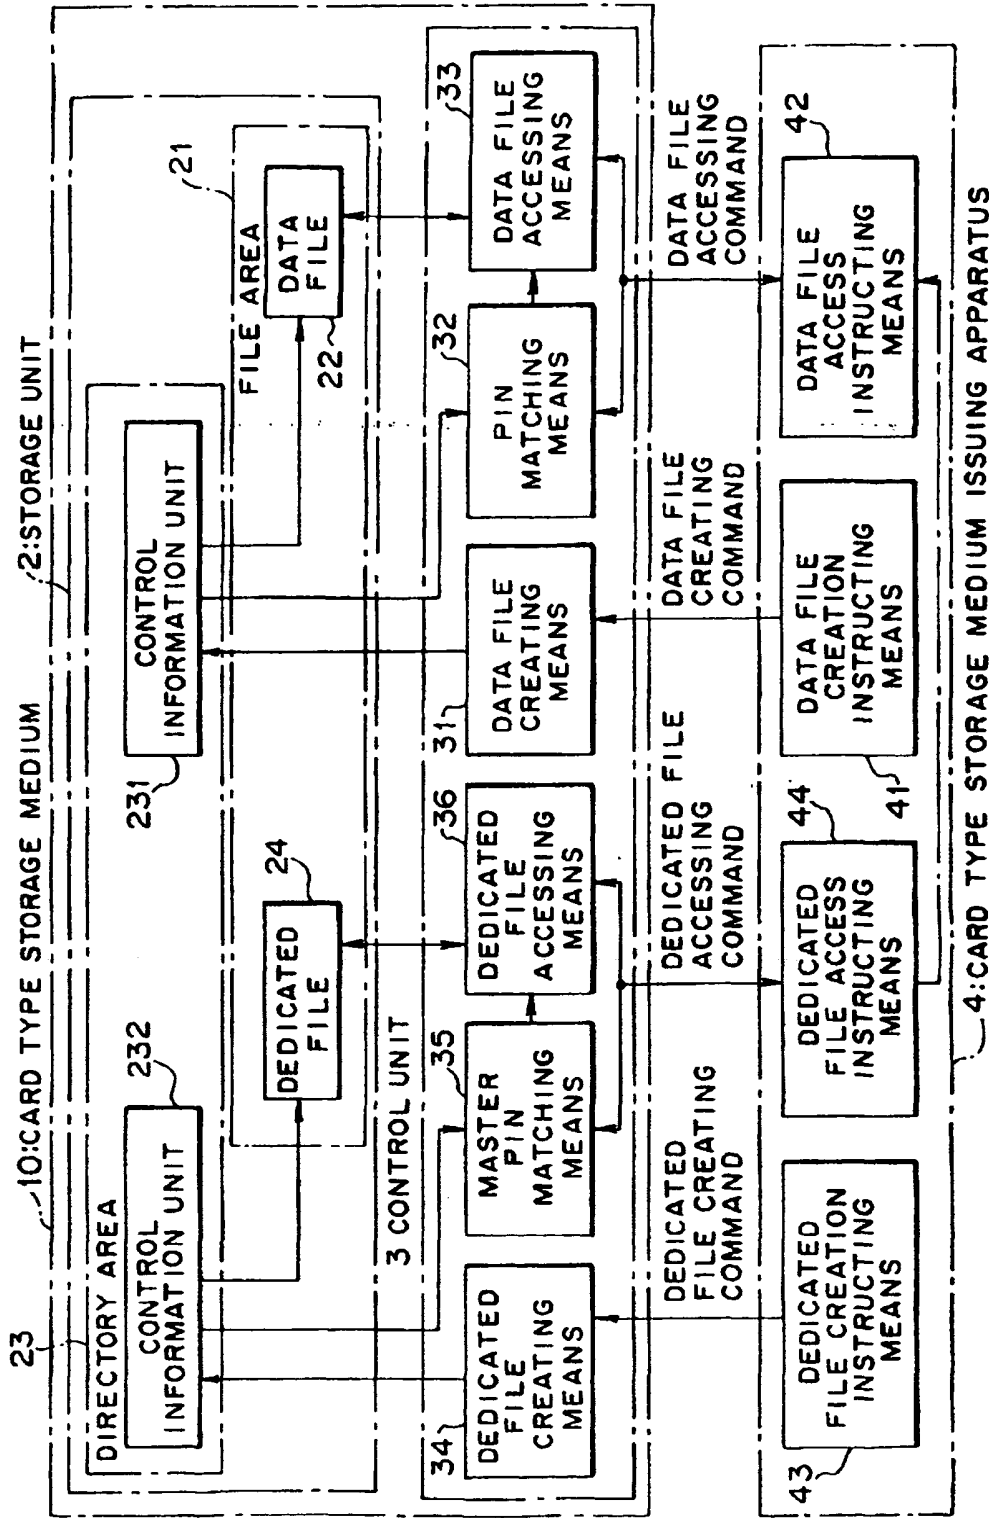 10:CARD TYPE STORAGE MEDIUM
2:STORAGE UNIT
23
DIRECTORY AREA
232
CONTROL
INFORMATION UNIT
231
CONTROL
INFORMATION UNIT
21
FILE AREA
24
DEDICATED
FILE
22
DATA
FILE
3 CONTROL UNIT
34
DEDICATED
FILE
CREATING
MEANS
35
MASTER
PIN
MATCHING
MEANS
36
DEDICATED
FILE
ACCESSING
MEANS
31
DATA FILE
CREATING
MEANS
32
PIN
MATCHING
MEANS
33
DATA FILE
ACCESSING
MEANS
DEDICATED
FILE CREATING
COMMAND
DEDICATED FILE
ACCESSING
COMMAND
DATA FILE
CREATING
COMMAND
DATA FILE
ACCESSING
COMMAND
43
DEDICATED
FILE CREATION
INSTRUCTING
MEANS
44
DEDICATED
FILE ACCESS
INSTRUCTING
MEANS
41
DATA FILE
CREATION
INSTRUCTING
MEANS
42
DATA FILE
ACCESS
INSTRUCTING
MEANS
4:CARD TYPE STORAGE MEDIUM ISSUING APPARATUS